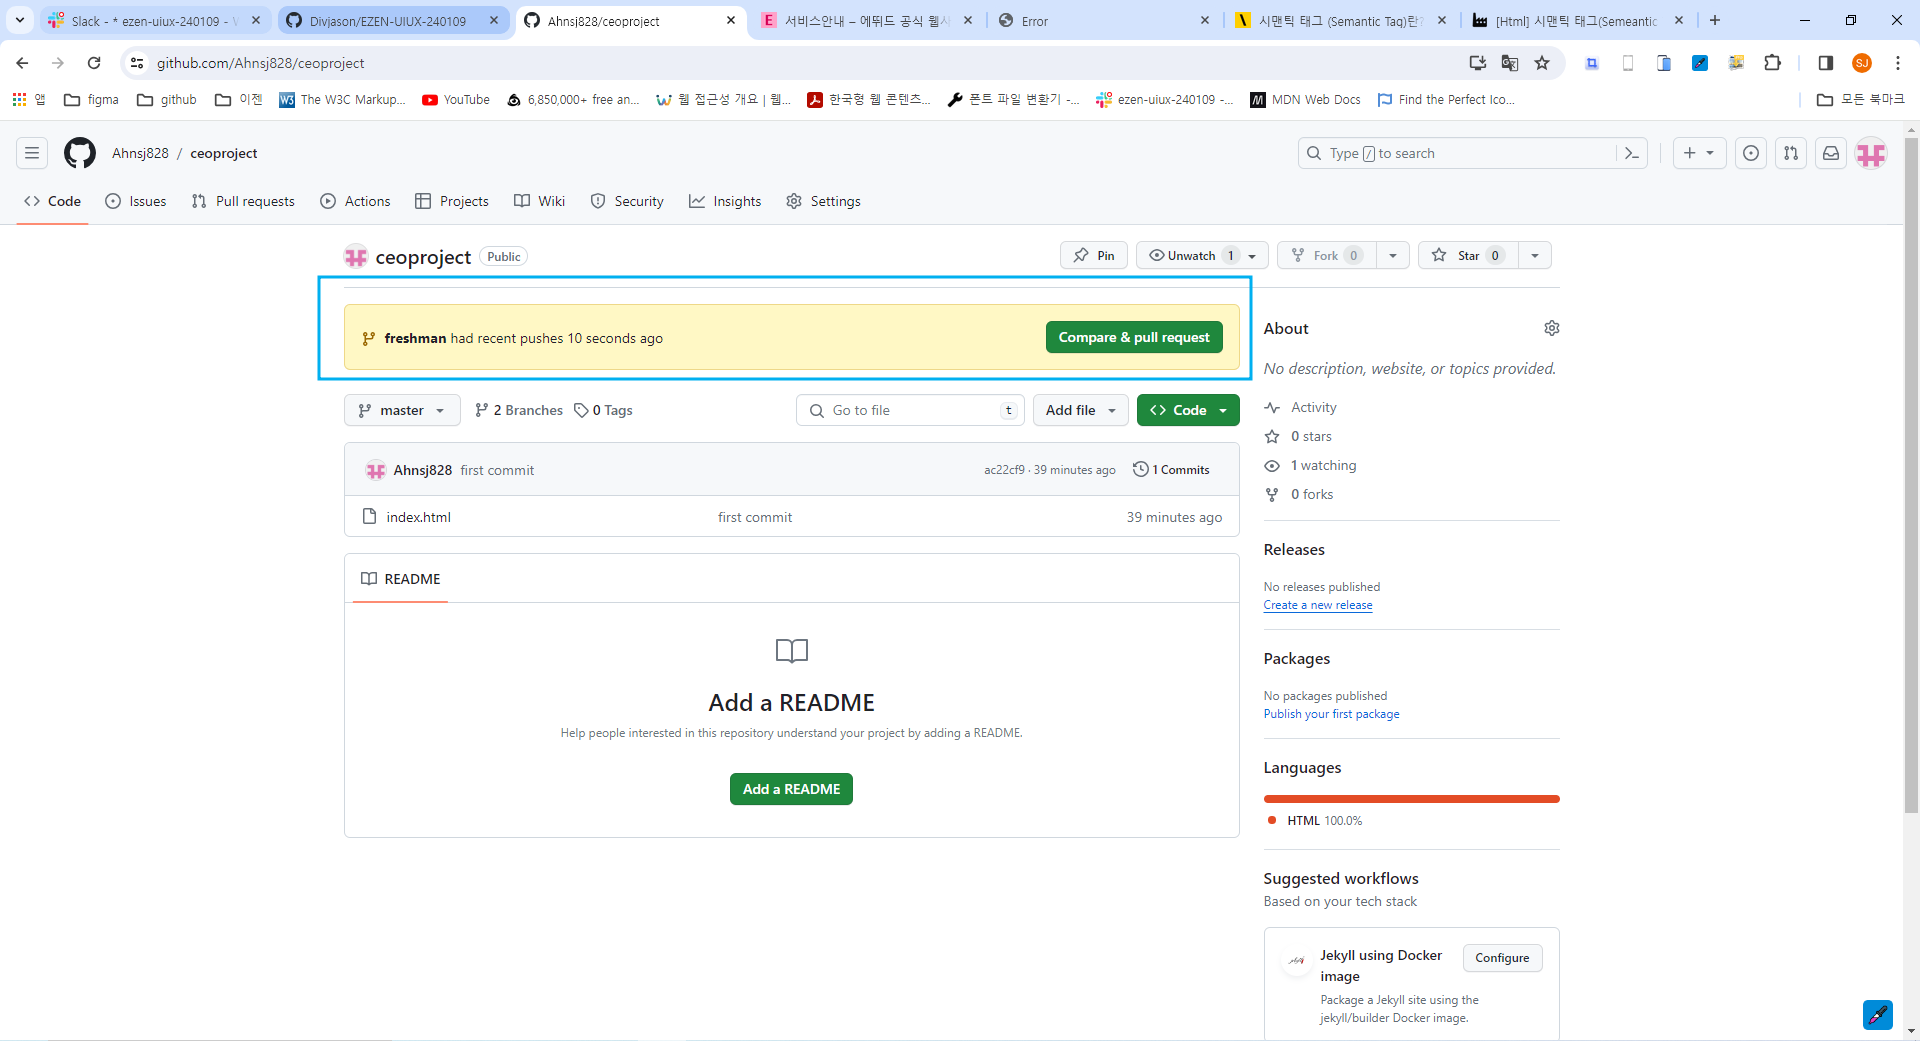 Slack - * ezen-uiux-240109 - 
Divjason/EZEN-UIUX-240109
Ahnsj828/ceoproject
서비스안내 – 에뛰드 공식 웹사
Error
시맨틱 태그 (Semantic Tag)란?
[Html] 시맨틱 태그(Semeantic
github.com/Ahnsj828/ceoproject
SJ
앱
figma
github
이젠
The W3C Markup...
YouTube
6,850,000+ free an...
웹 접근성 개요 | 웹...
한국형 웹 콘텐츠...
폰트 파일 변환기 -...
ezen-uiux-240109 -...
MDN Web Docs
Find the Perfect Ico...
모든 북마크
Ahnsj828 / ceoproject
Type / to search
Code
Issues
Pull requests
Actions
Projects
Wiki
Security
Insights
Settings
ceoproject
Public
Pin
Unwatch 1
Fork 0
Star 0
freshman had recent pushes 10 seconds ago
Compare & pull request
master
2 Branches
0 Tags
Go to file
t
Add file
Code
Ahnsj828 first commit
ac22cf9 · 39 minutes ago
1 Commits
index.html
first commit
39 minutes ago
README
Add a README
Help people interested in this repository understand your project by adding a README.
Add a README
About
No description, website, or topics provided.
Activity
0 stars
1 watching
0 forks
Releases
No releases published
Create a new release
Packages
No packages published
Publish your first package
Languages
HTML 100.0%
Suggested workflows
Based on your tech stack
Jekyll using Docker
image
Configure
Package a Jekyll site using the
jekyll/builder Docker image.